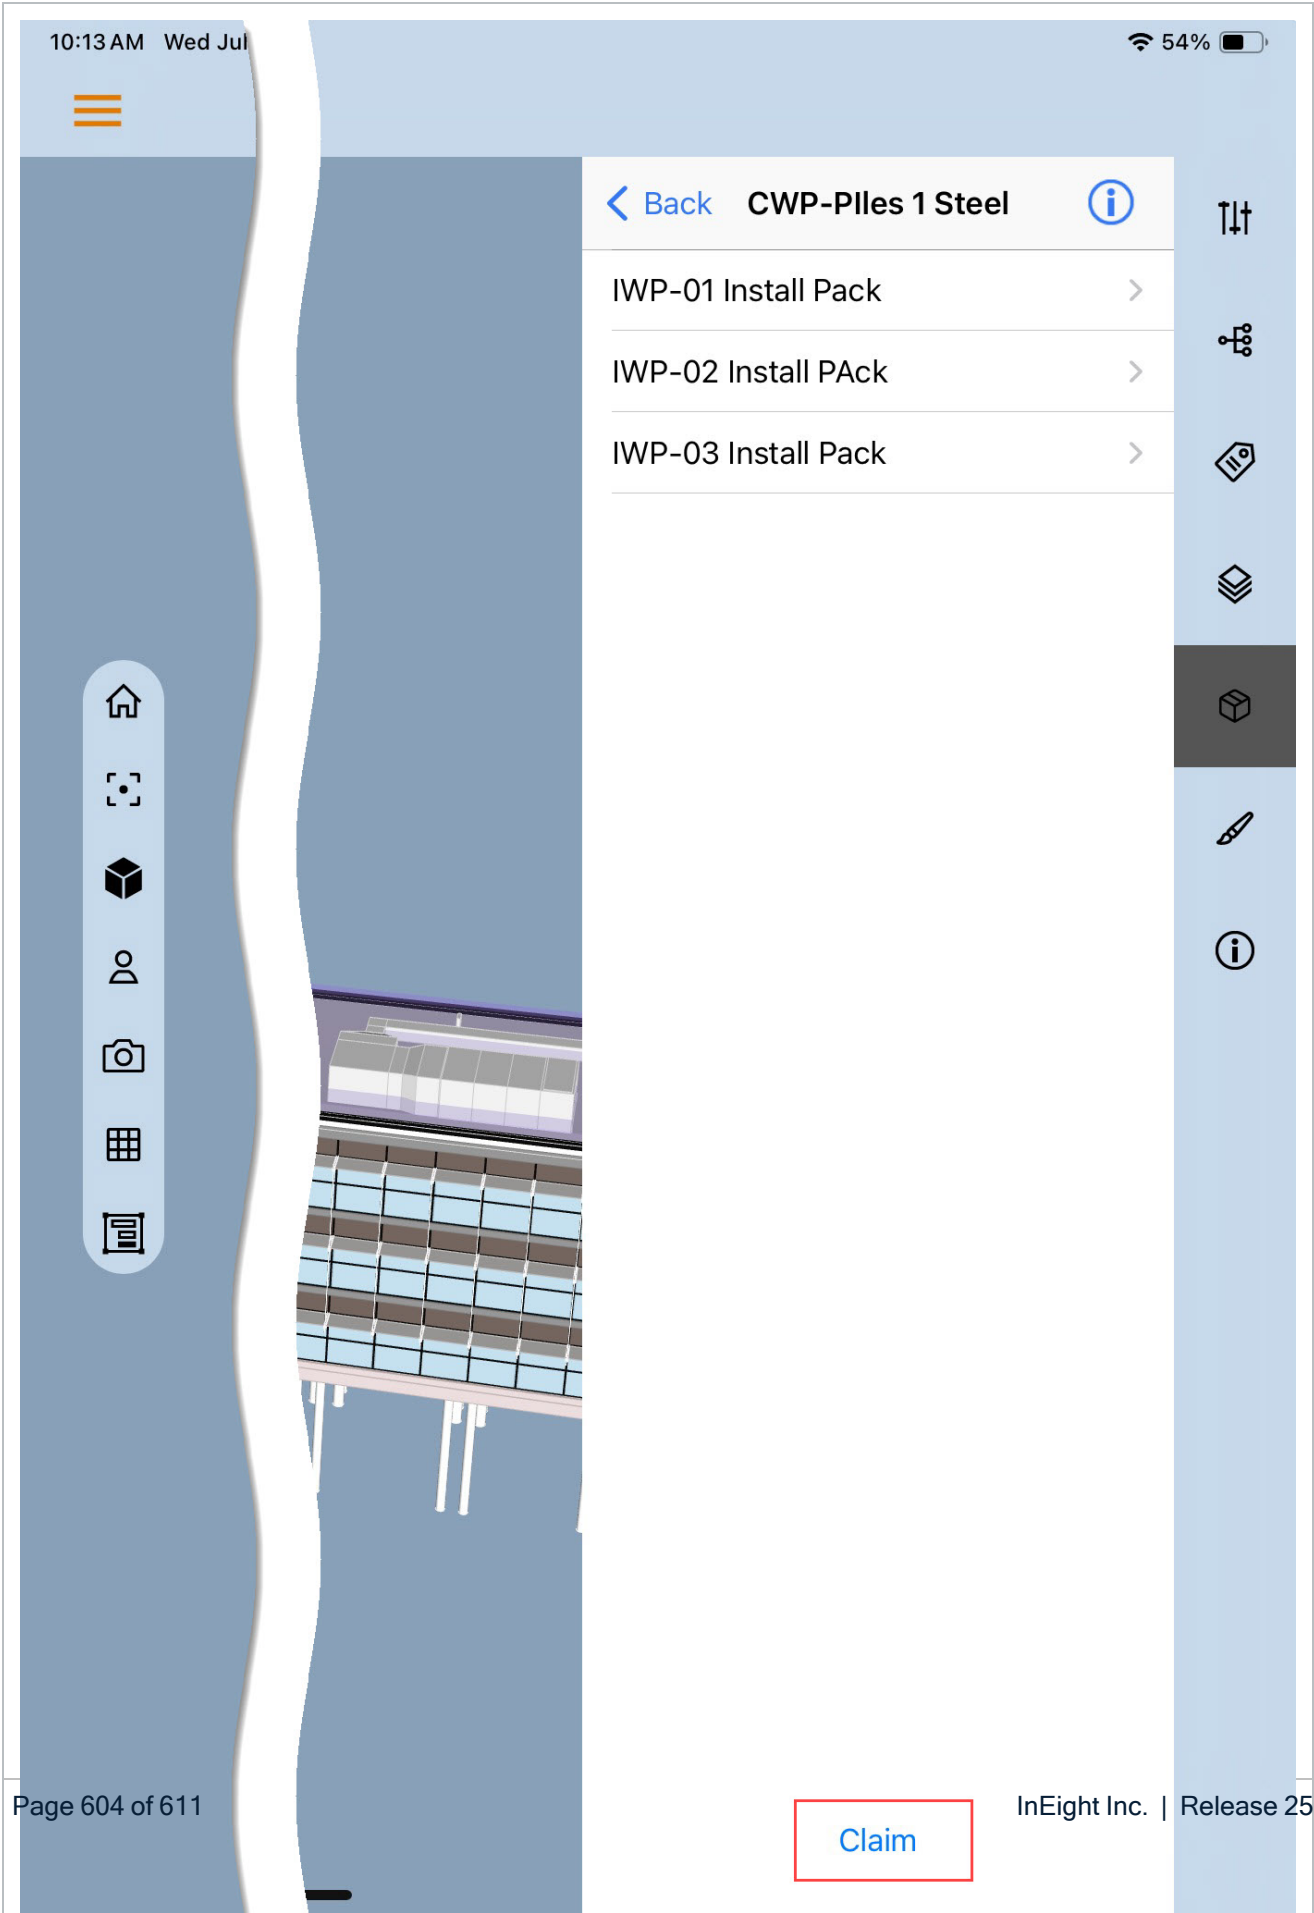 10:13 AM Wed Jul
54%
Back CWP-PIles 1 Steel
IWP-01 Install Pack
IWP-02 Install PAck
IWP-03 Install Pack
Page 604 of 611
InEight Inc. | Release 25
Claim